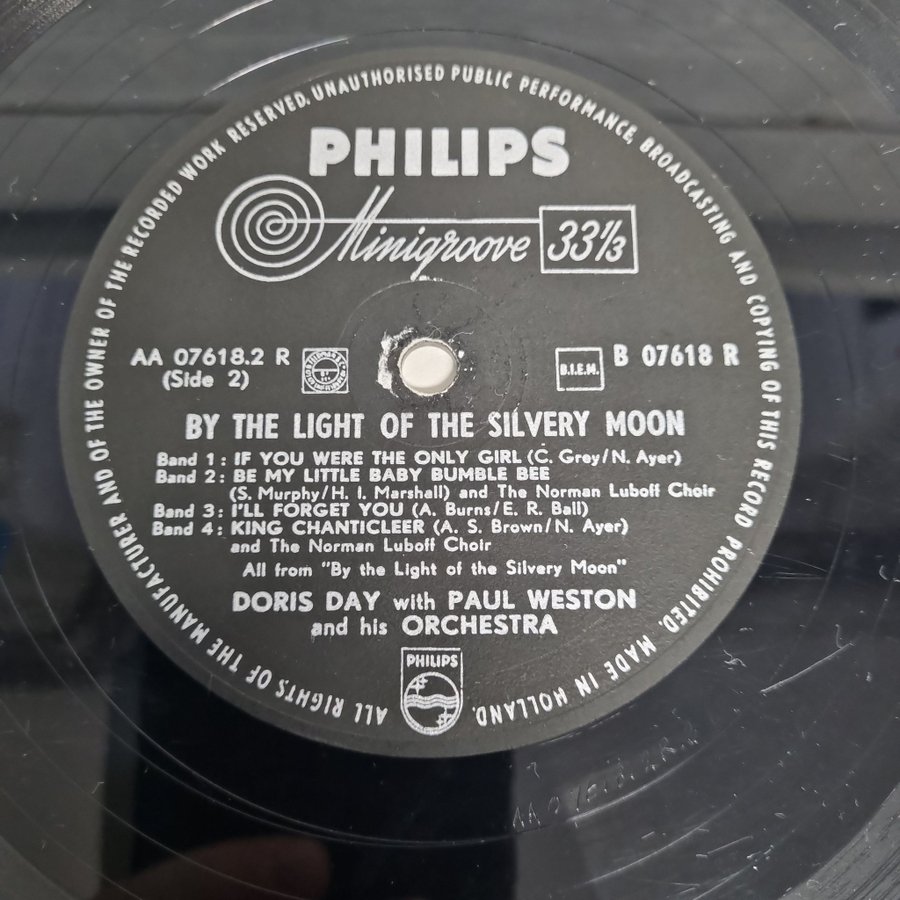 ALL RIGHTS OF THE MANUFACTURER AND OF THE OWNER OF THE RECORDED WORK RESERVED. UNAUTHORISED PUBLIC PERFORMANCE, BROADCASTING AND COPYING OF THIS RECORD PROHIBITED. MADE IN HOLLAND.
PHILIPS
Minigroove 33⅓
AA 07618.2 R
(Side 2)
B.I.E.M.
B 07618 R
BY THE LIGHT OF THE SILVERY MOON
Band 1: IF YOU WERE THE ONLY GIRL (C. Grey/N. Ayer)
Band 2: BE MY LITTLE BABY BUMBLE BEE
(S. Murphy/H. I. Marshall) and The Norman Luboff Choir
Band 3: I'LL FORGET YOU (A. Burns/E. R. Ball)
Band 4: KING CHANTICLEER (A. S. Brown/N. Ayer)
and The Norman Luboff Choir
All from "By the Light of the Silvery Moon"
DORIS DAY with PAUL WESTON
and his ORCHESTRA
PHILIPS